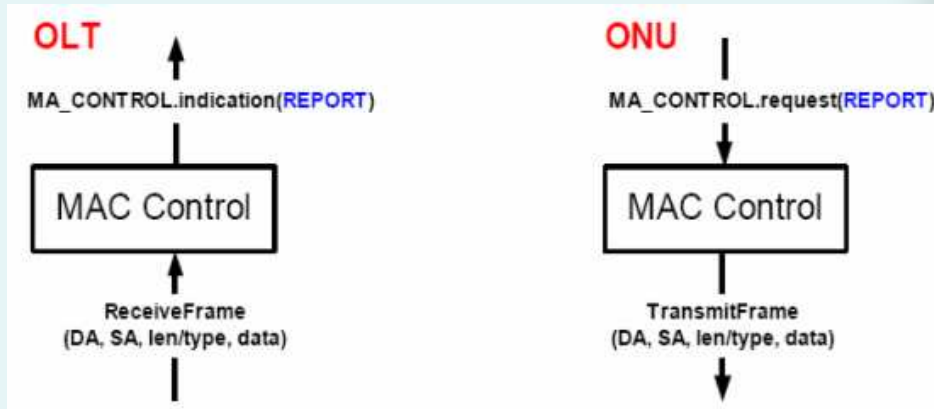 OLT
MA_CONTROL.indication(REPORT)
MAC Control
ReceiveFrame
(DA, SA, len/type, data)
ONU
MA_CONTROL.request(REPORT)
MAC Control
TransmitFrame
(DA, SA, len/type, data)